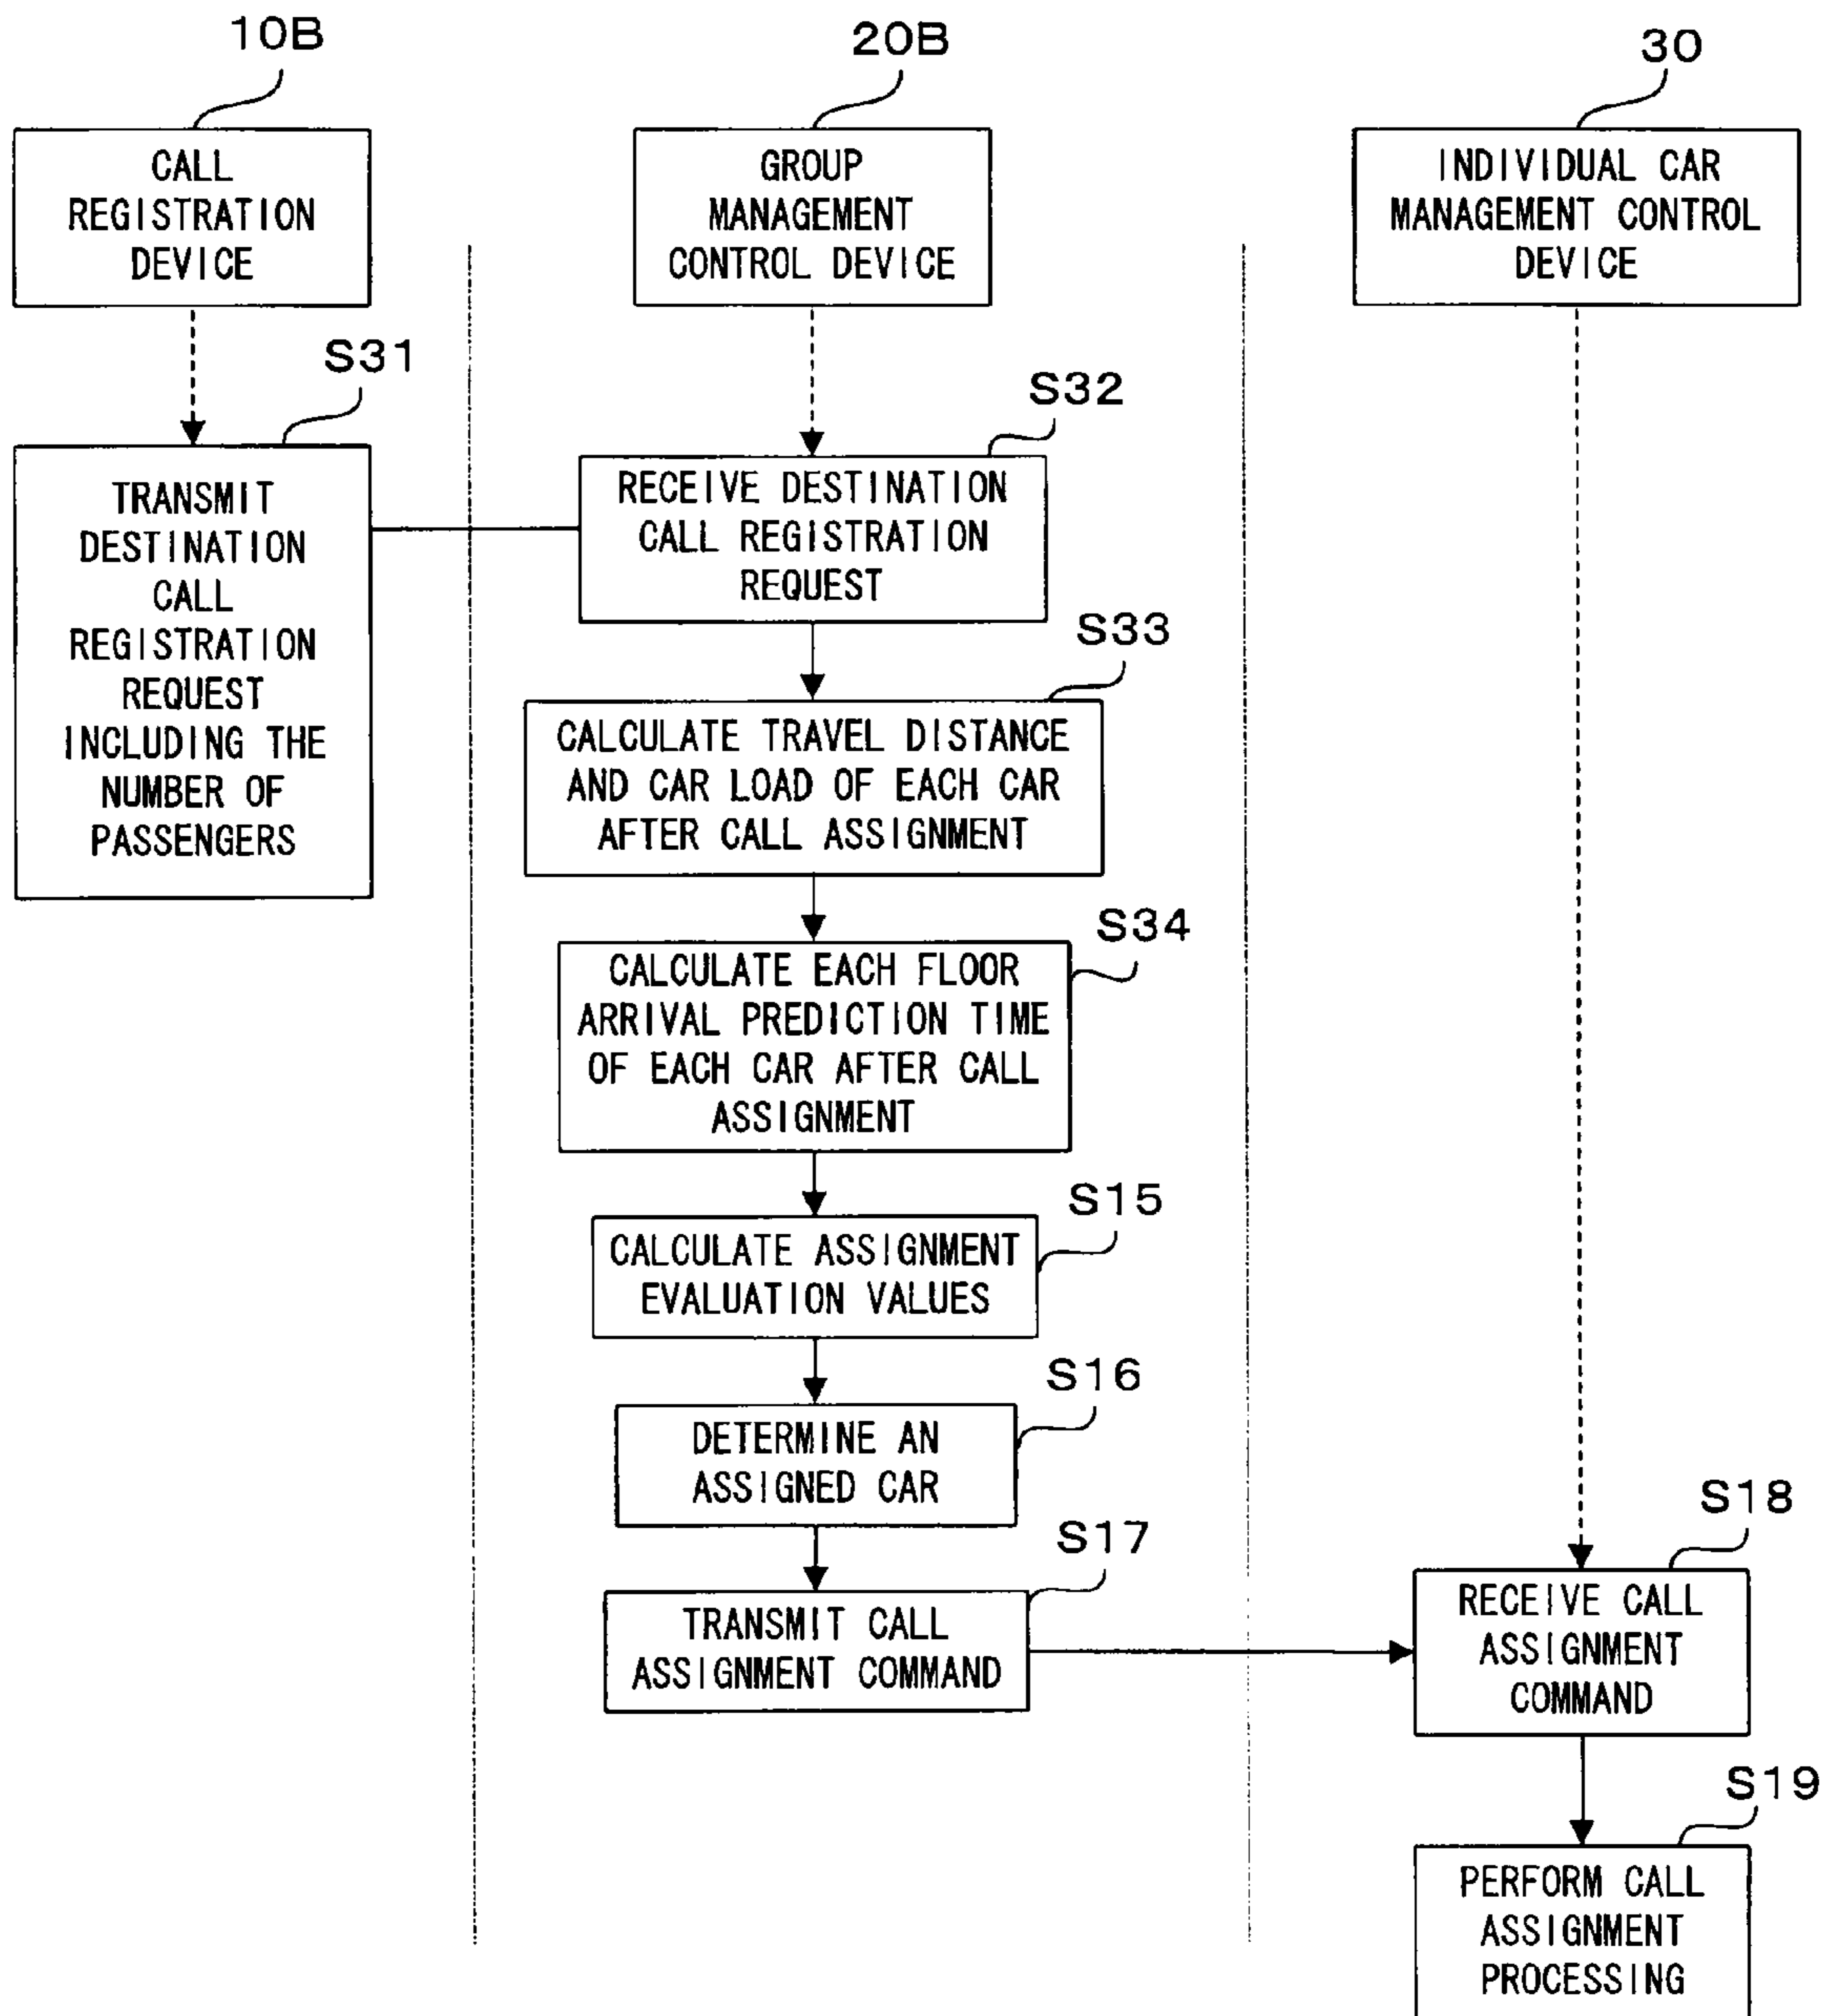 10B
20B
30
CALL
REGISTRATION
DEVICE
GROUP
MANAGEMENT
CONTROL DEVICE
INDIVIDUAL CAR
MANAGEMENT CONTROL
DEVICE
S31
TRANSMIT
DESTINATION
CALL
REGISTRATION
REQUEST
INCLUDING THE
NUMBER OF
PASSENGERS
S32
RECEIVE DESTINATION
CALL REGISTRATION
REQUEST
S33
CALCULATE TRAVEL DISTANCE
AND CAR LOAD OF EACH CAR
AFTER CALL ASSIGNMENT
S34
CALCULATE EACH FLOOR
ARRIVAL PREDICTION TIME
OF EACH CAR AFTER CALL
ASSIGNMENT
S15
CALCULATE ASSIGNMENT
EVALUATION VALUES
S16
DETERMINE AN
ASSIGNED CAR
S17
TRANSMIT CALL
ASSIGNMENT COMMAND
S18
RECEIVE CALL
ASSIGNMENT
COMMAND
S19
PERFORM CALL
ASSIGNMENT
PROCESSING